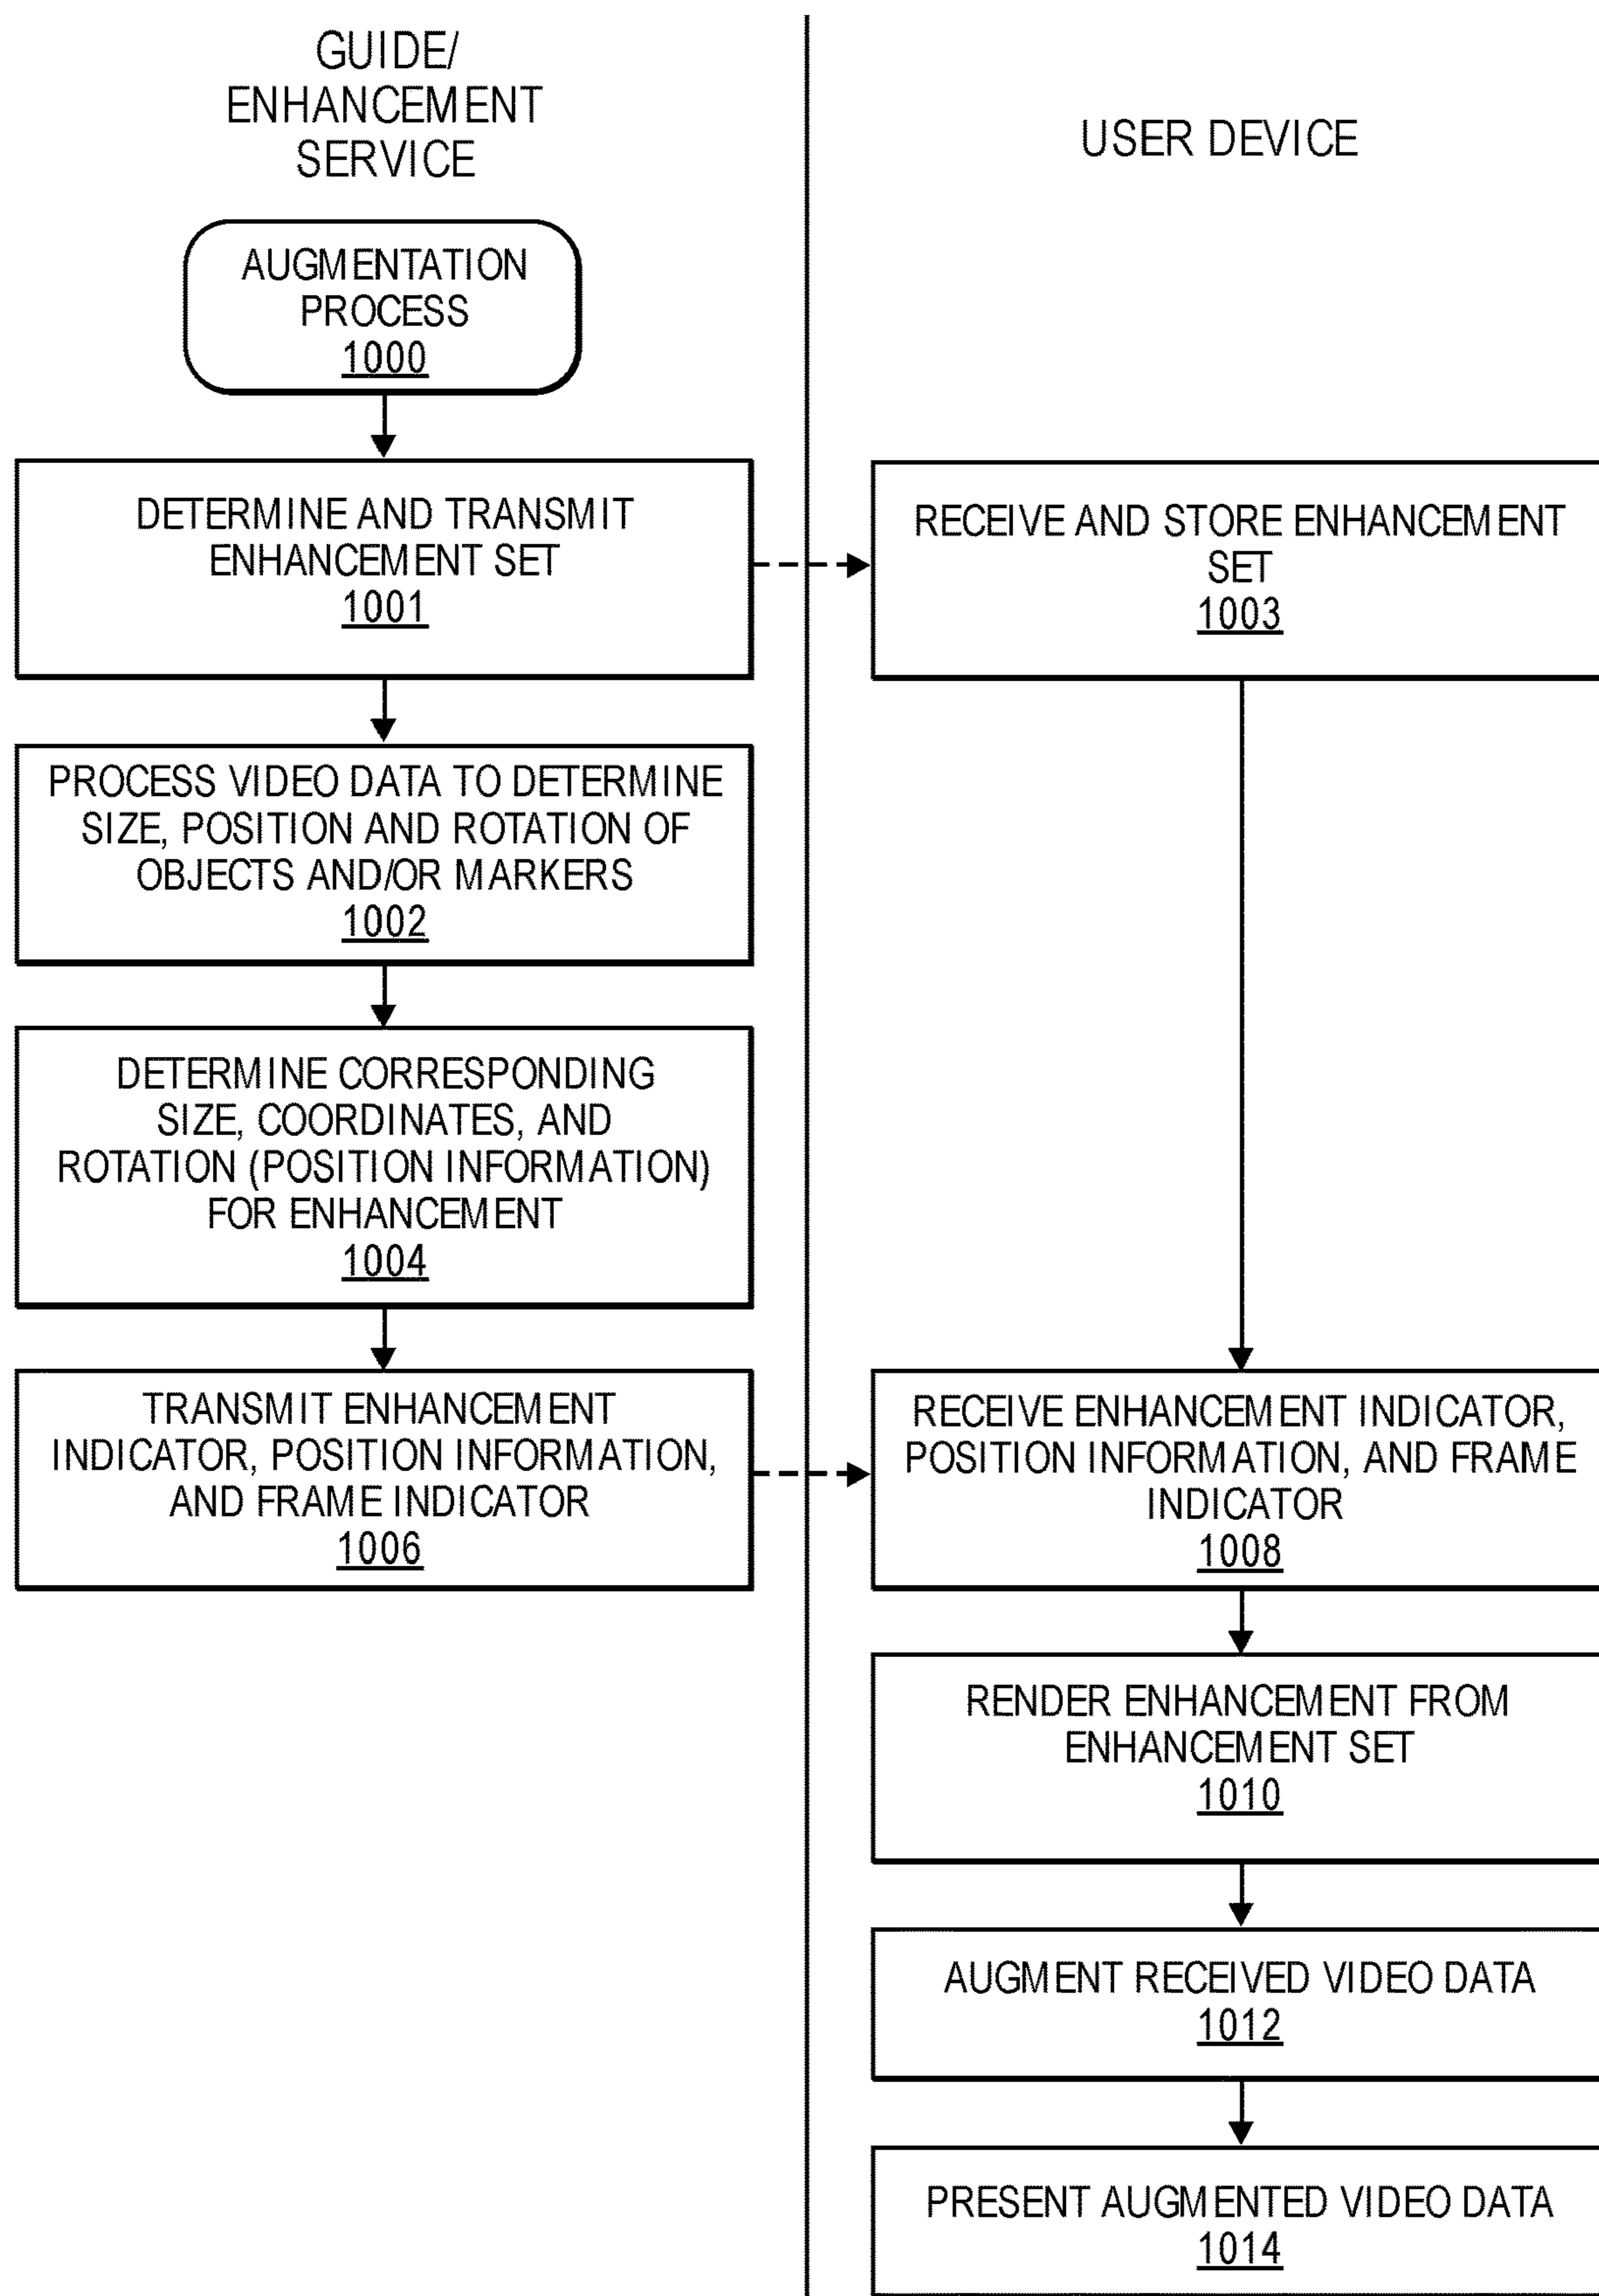 GUIDE/
ENHANCEMENT
SERVICE
USER DEVICE
AUGMENTATION
PROCESS
1000
DETERMINE AND TRANSMIT
ENHANCEMENT SET
1001
RECEIVE AND STORE ENHANCEMENT
SET
1003
PROCESS VIDEO DATA TO DETERMINE
SIZE, POSITION AND ROTATION OF
OBJECTS AND/OR MARKERS
1002
DETERMINE CORRESPONDING
SIZE, COORDINATES, AND
ROTATION (POSITION INFORMATION)
FOR ENHANCEMENT
1004
TRANSMIT ENHANCEMENT
INDICATOR, POSITION INFORMATION,
AND FRAME INDICATOR
1006
RECEIVE ENHANCEMENT INDICATOR,
POSITION INFORMATION, AND FRAME
INDICATOR
1008
RENDER ENHANCEMENT FROM
ENHANCEMENT SET
1010
AUGMENT RECEIVED VIDEO DATA
1012
PRESENT AUGMENTED VIDEO DATA
1014